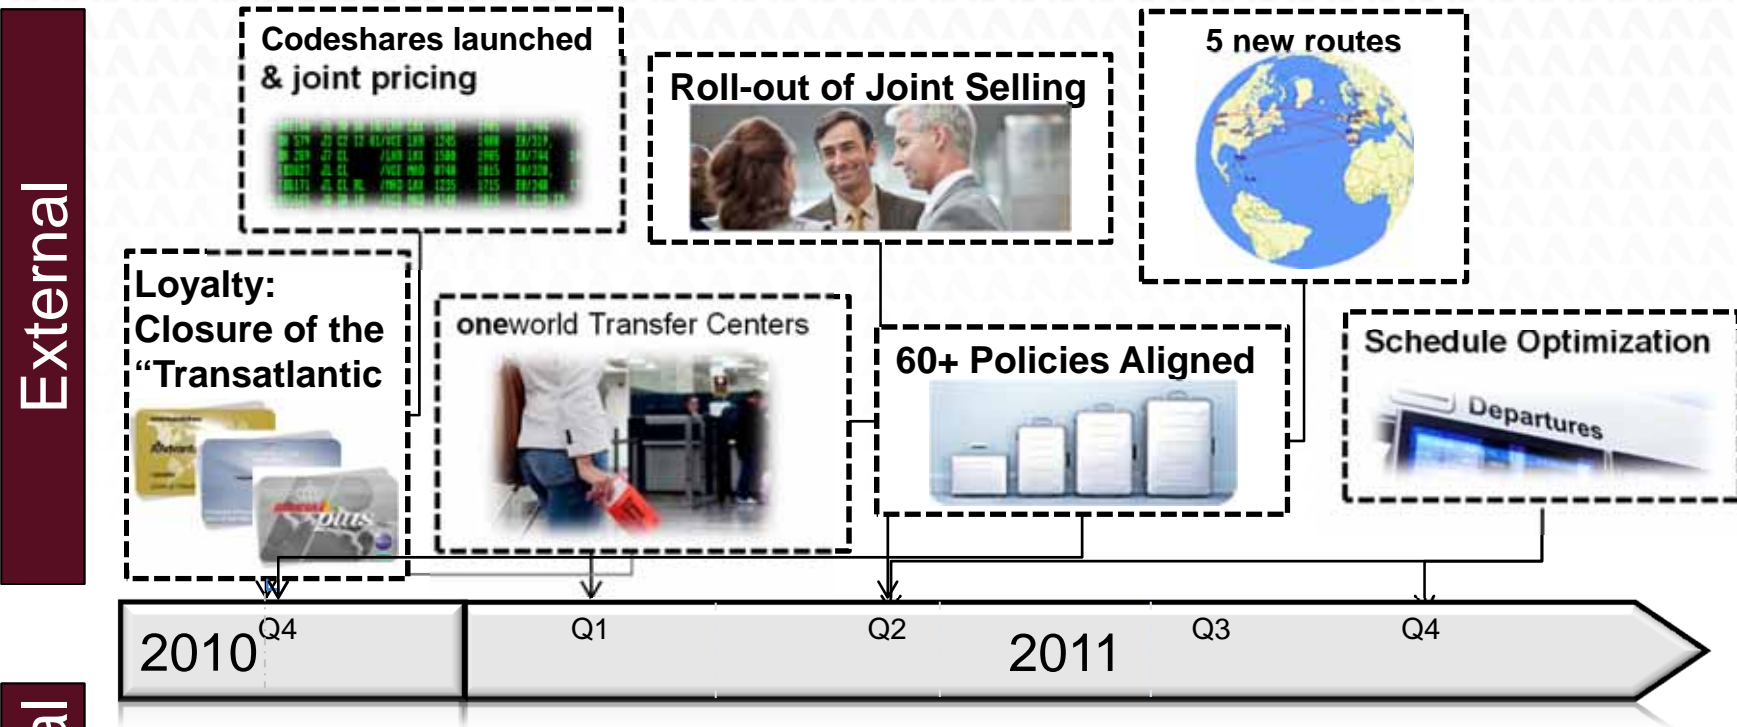 External
Codeshares launched
& joint pricing
Roll-out of Joint Selling
5 new routes
Loyalty:
Closure of the
“Transatlantic
plus
oneworld Transfer Centers
60+ Policies Aligned
Schedule Optimization
Departures
2010
Q4
Q1
Q2
2011
Q3
Q4
al